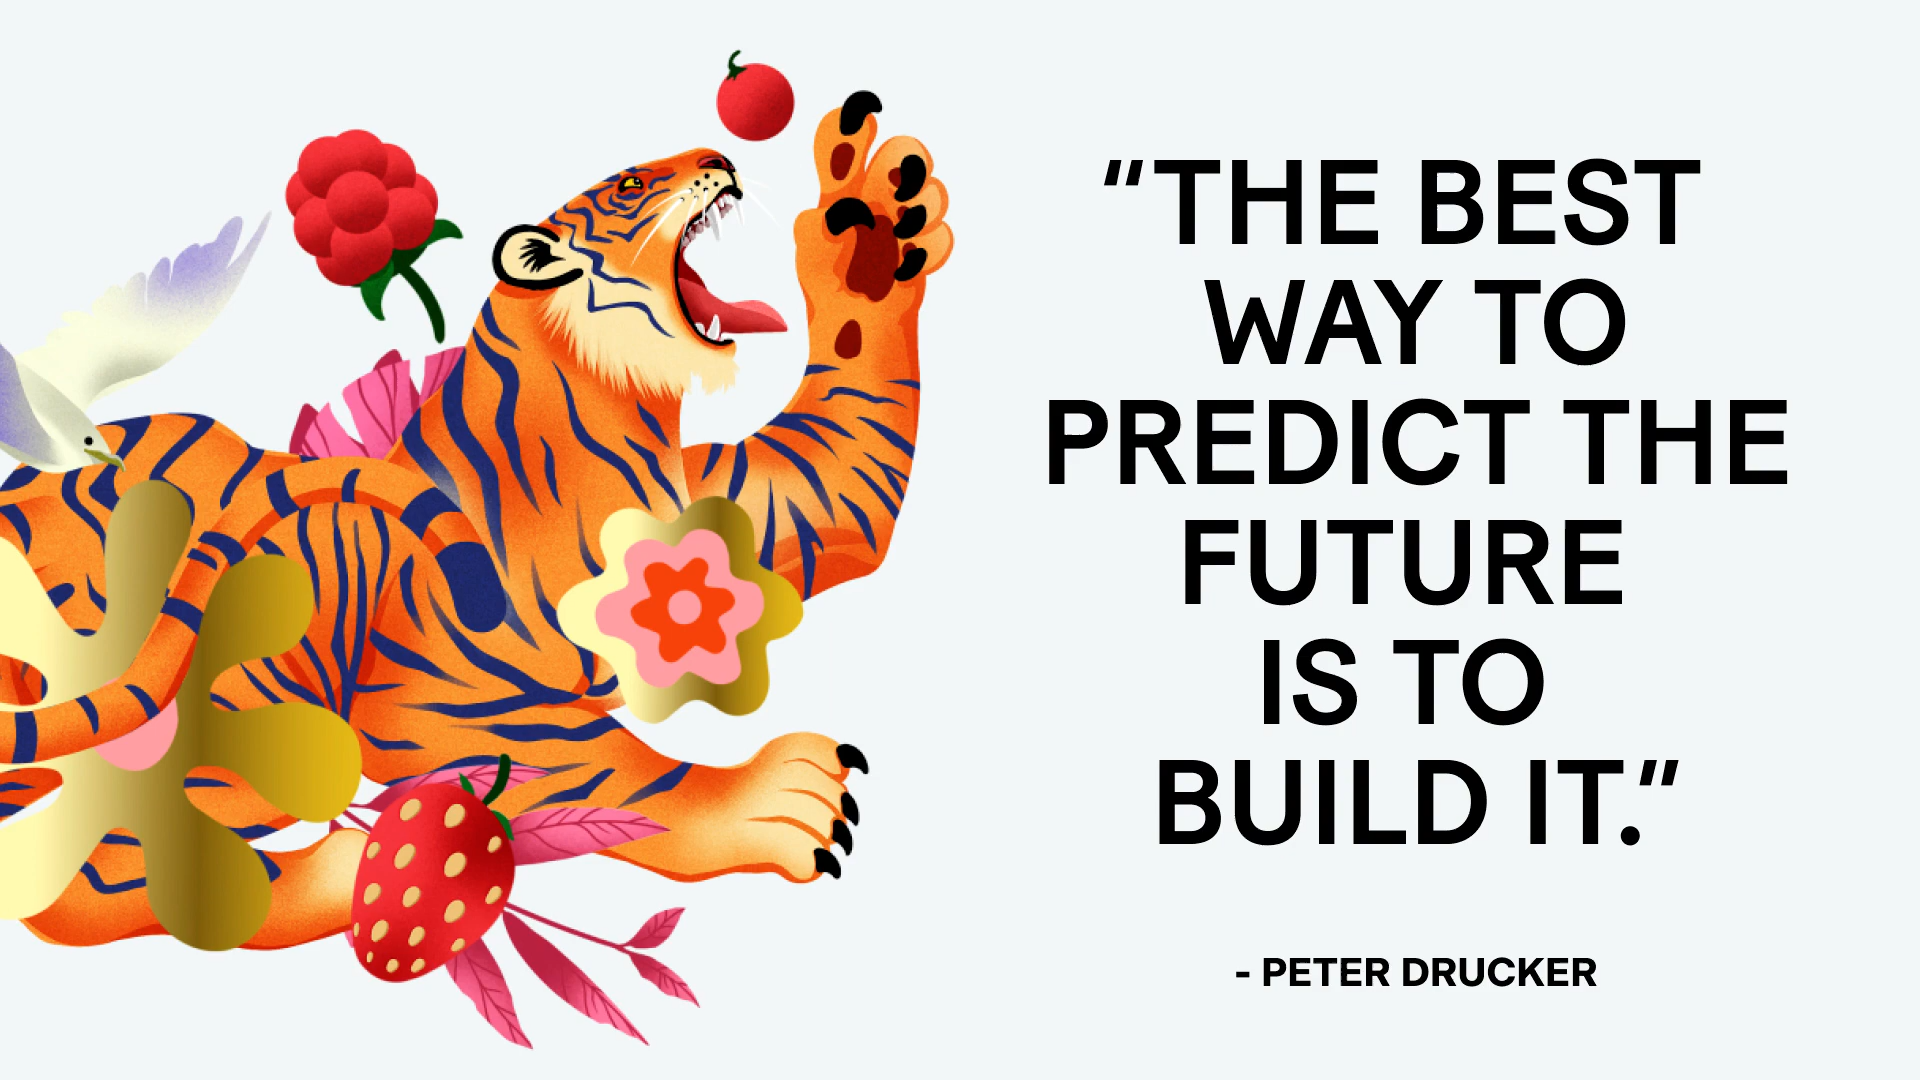 “THE BEST
WAY TO
PREDICT THE
FUTURE
IS TO
BUILD IT.”
- PETER DRUCKER